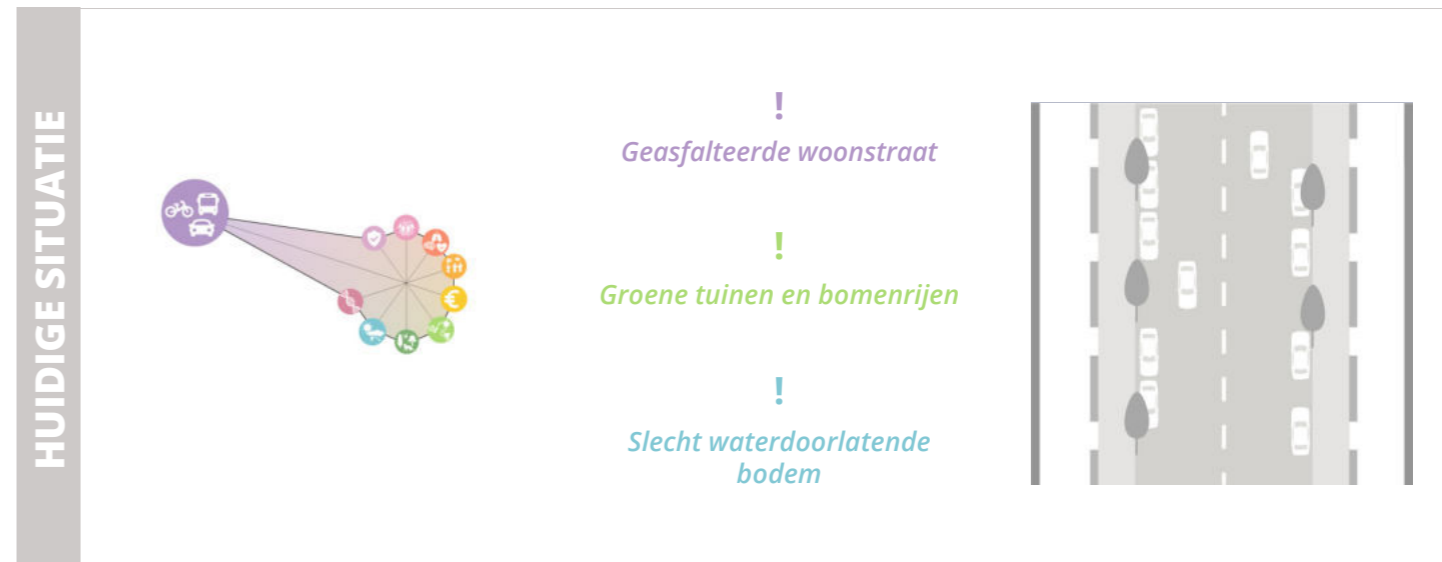 HUIDIGE SITUATIE
!
Geasfalteerde woonstraat
!
Groene tuinen en bomenrijen
!
Slecht waterdoorlatende
bodem
€